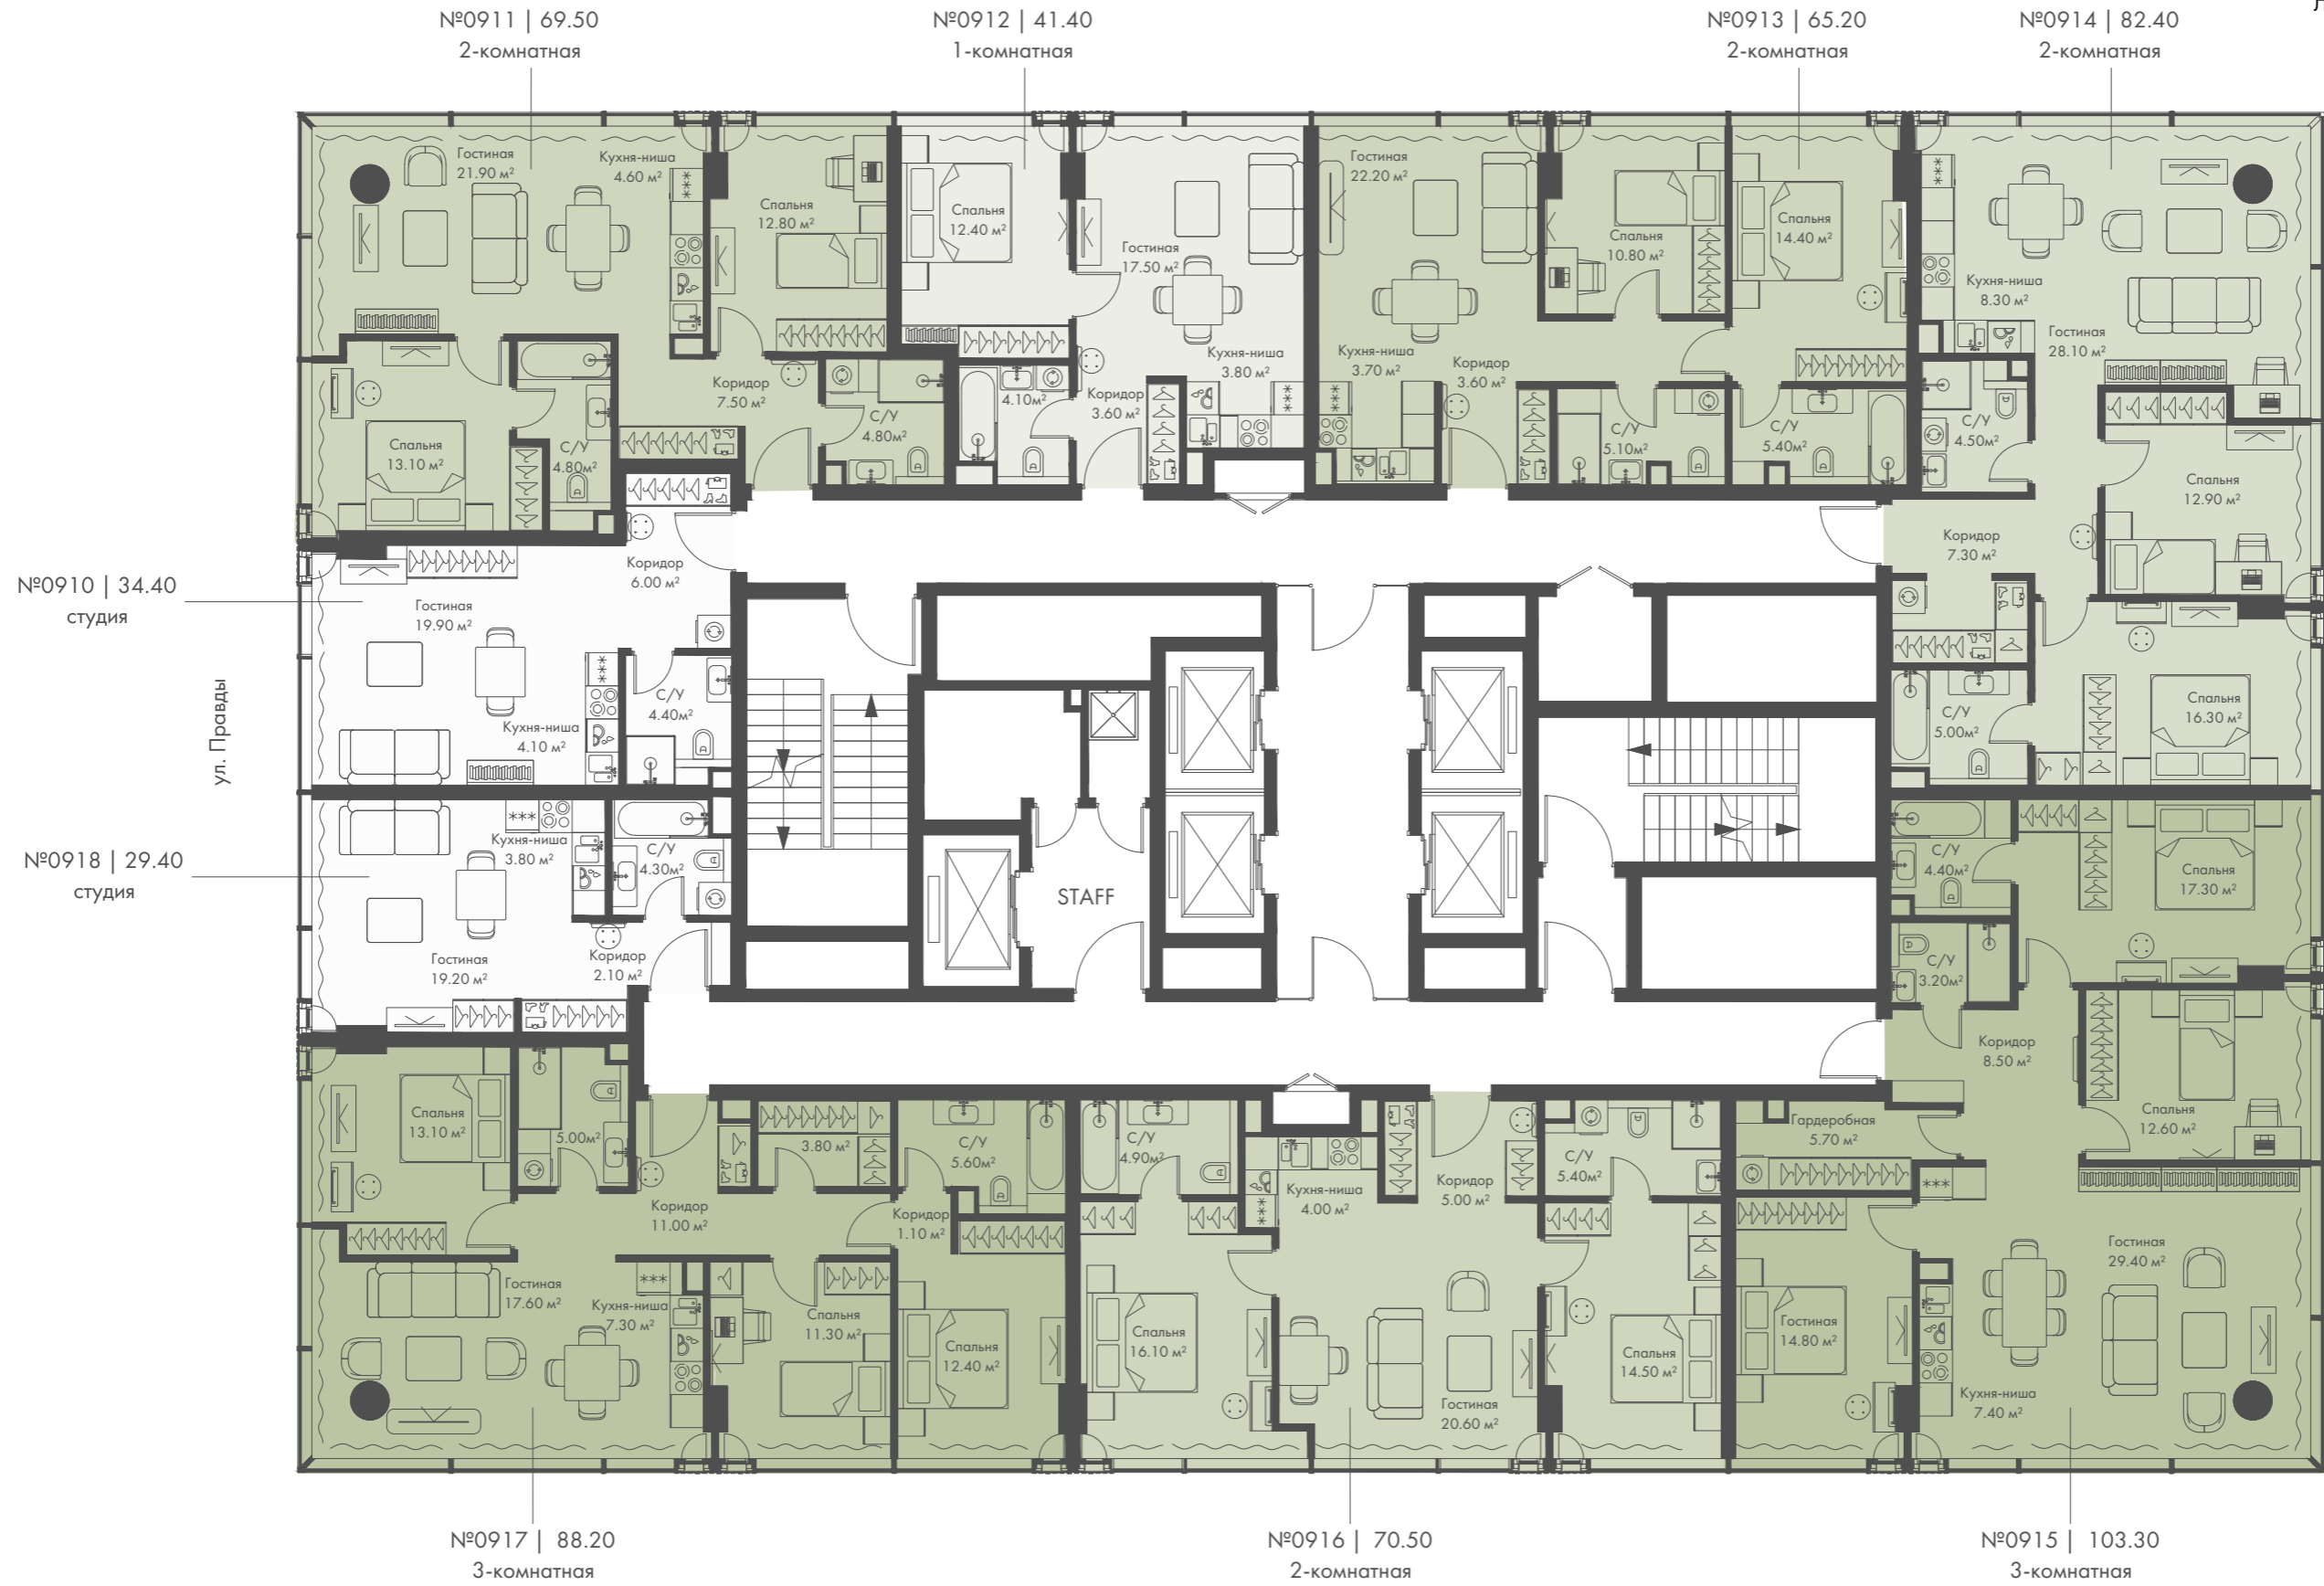 №0911 | 69.50
2-комнатная
№0912 | 41.40
1-комнатная
№0913 | 65.20
2-комнатная
№0914 | 82.40
2-комнатная
Гостиная
21.90 м²
Кухня-ниша
4.60 м²
Спальня
12.80 м²
Спальня
13.10 м²
С/У
4.80м²
Коридор
7.50 м²
С/У
4.80м²
Спальня
12.40 м²
Гостиная
17.50 м²
Кухня-ниша
3.80 м²
4.10м²
Коридор
3.60 м²
Гостиная
22.20 м²
Кухня-ниша
3.70 м²
Коридор
3.60 м²
Спальня
10.80 м²
Спальня
14.40 м²
С/У
5.10м²
С/У
5.40м²
Кухня-ниша
8.30 м²
Гостиная
28.10 м²
С/У
4.50м²
Спальня
12.90 м²
Коридор
7.30 м²
С/У
5.00м²
Спальня
16.30 м²
№0910 | 34.40
студия
Коридор
6.00 м²
Гостиная
19.90 м²
С/У
4.40м²
Кухня-ниша
4.10 м²
ул. Правды
№0918 | 29.40
студия
Кухня-ниша
3.80 м²
С/У
4.30м²
Гостиная
19.20 м²
Коридор
2.10 м²
STAFF
С/У
4.40м²
Спальня
17.30 м²
С/У
3.20м²
Коридор
8.50 м²
Спальня
12.60 м²
Гардеробная
5.70 м²
Гостиная
29.40 м²
Гостиная
14.80 м²
Кухня-ниша
7.40 м²
Спальня
13.10 м²
5.00м²
3.80 м²
С/У
5.60м²
Коридор
11.00 м²
Коридор
1.10 м²
Гостиная
17.60 м²
Кухня-ниша
7.30 м²
Спальня
11.30 м²
Спальня
12.40 м²
С/У
4.90м²
Кухня-ниша
4.00 м²
Коридор
5.00 м²
С/У
5.40м²
Спальня
16.10 м²
Гостиная
20.60 м²
Спальня
14.50 м²
№0917 | 88.20
3-комнатная
№0916 | 70.50
2-комнатная
№0915 | 103.30
3-комнатная